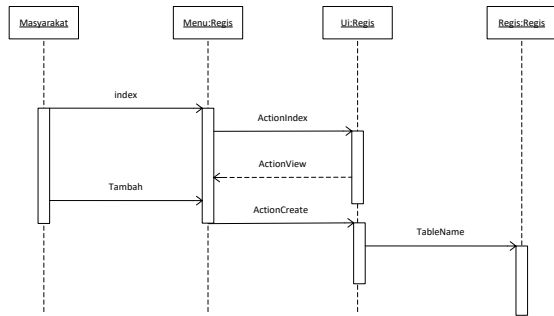 Masyarakat
Menu:Regis
Ui:Regis
Regis:Regis
index
ActionIndex
ActionView
Tambah
ActionCreate
TableName